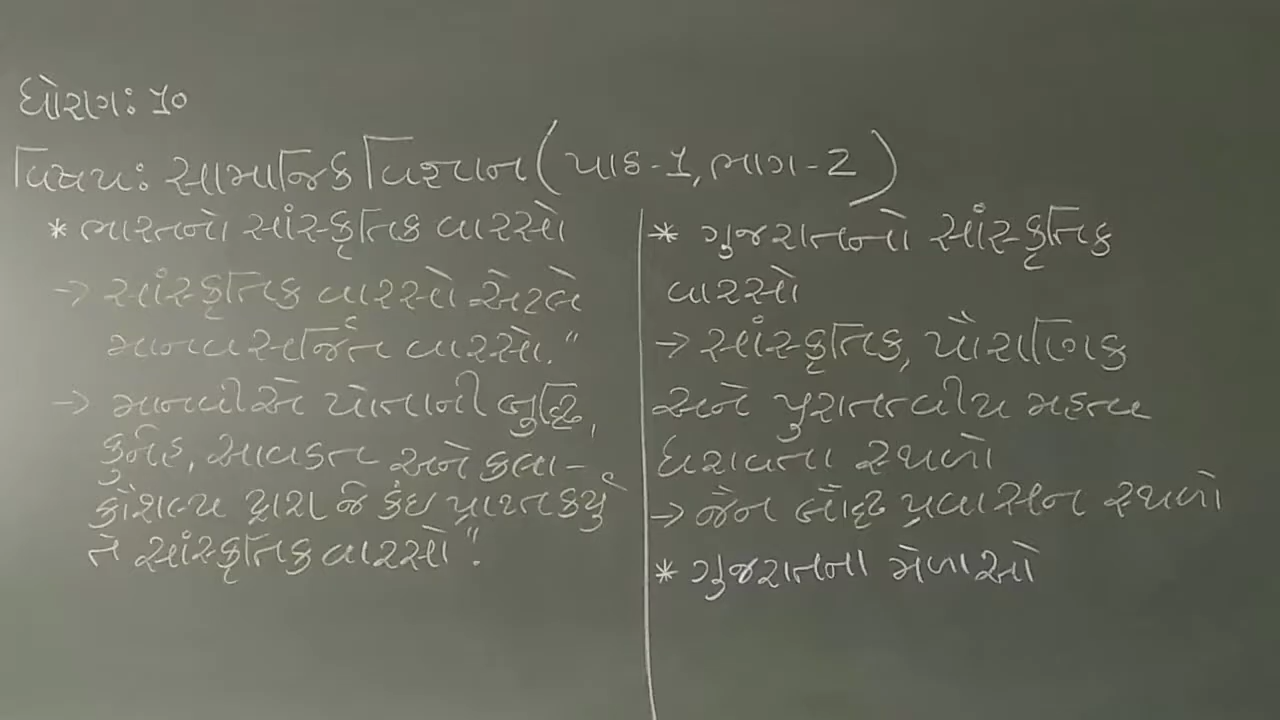 ધોરણ: ૧૦
વિષય: સામાજિક વિજ્ઞાન (પાઠ-1, ભાગ-2)
* ભારતનો સાંસ્કૃતિક વારસો
→ સાંસ્કૃતિક વારસો એટલે
માનવસર્જિત વારસો."
→ માનવીએ પોતાની બુદ્ધિ,
કુનેહ, આવડત અને કલા-
કૌશલ્ય દ્વારા જે કંઇ પ્રાપ્ત કર્યું
તે સાંસ્કૃતિક વારસો".
* ગુજરાતનો સાંસ્કૃતિક
વારસો
→ સાંસ્કૃતિક, પૌરાણિક
અને પુરાતત્વીય મહત્વ
ધરાવતા સ્થળો
→ જૈન બૌદ્ધ પ્રવાસન સ્થળો
* ગુજરાતના મેળાઓ